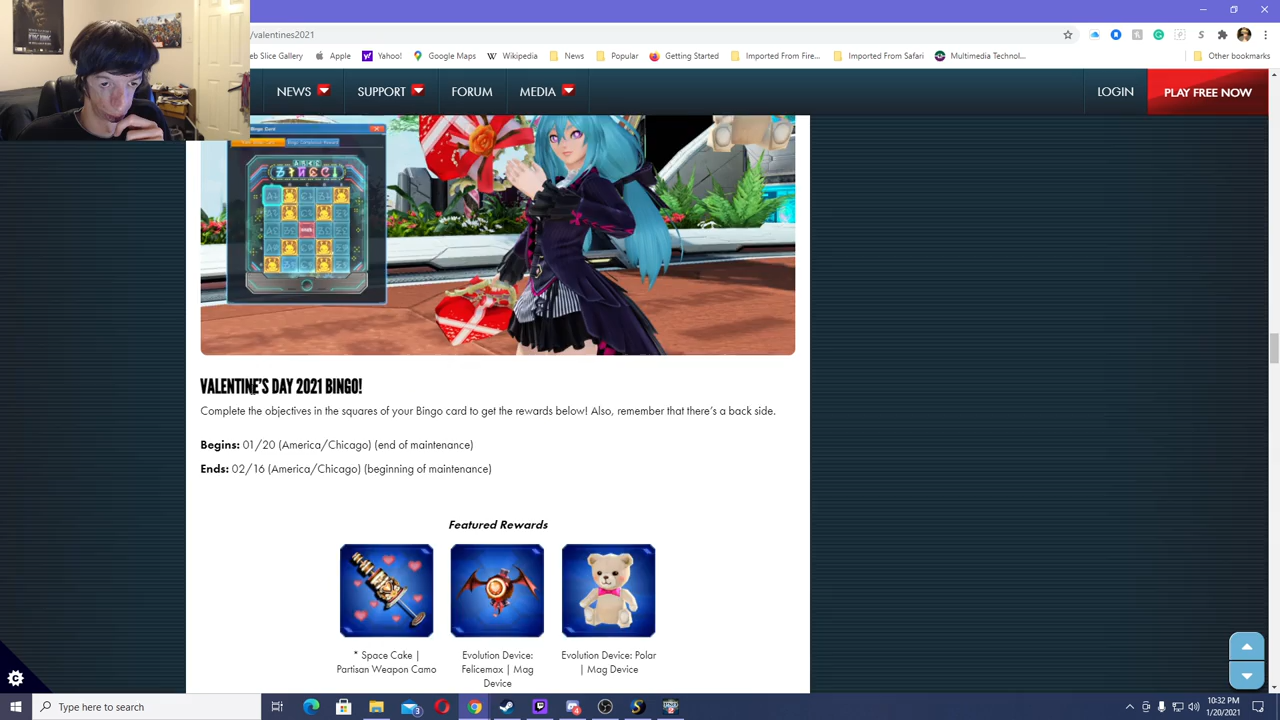 /valentines2021
eb Slice Gallery Apple Yahoo! Google Maps Wikipedia News Popular Getting Started Imported From Fire... Imported From Safari Multimedia Technol... Other bookmarks
NEWS SUPPORT FORUM MEDIA LOGIN PLAY FREE NOW
Bingo Card
VALENTINE'S DAY 2021 BINGO!
Complete the objectives in the squares of your Bingo card to get the rewards below! Also, remember that there's a back side.
Begins: 01/20 (America/Chicago) (end of maintenance)
Ends: 02/16 (America/Chicago) (beginning of maintenance)
Featured Rewards
* Space Cake |
Partisan Weapon Camo
Evolution Device:
Felicemax | Mag
Device
Evolution Device: Polar
| Mag Device
Type here to search
10:32 PM
1/20/2021